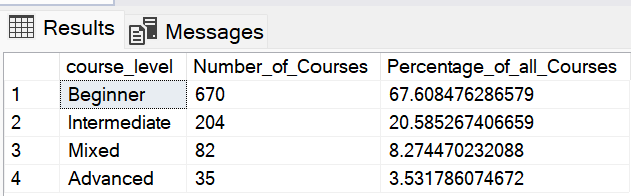 Results Messages
course_level Number_of_Courses Percentage_of_all_Courses
1 Beginner 670 67.608476286579
2 Intermediate 204 20.585267406659
3 Mixed 82 8.274470232088
4 Advanced 35 3.531786074672